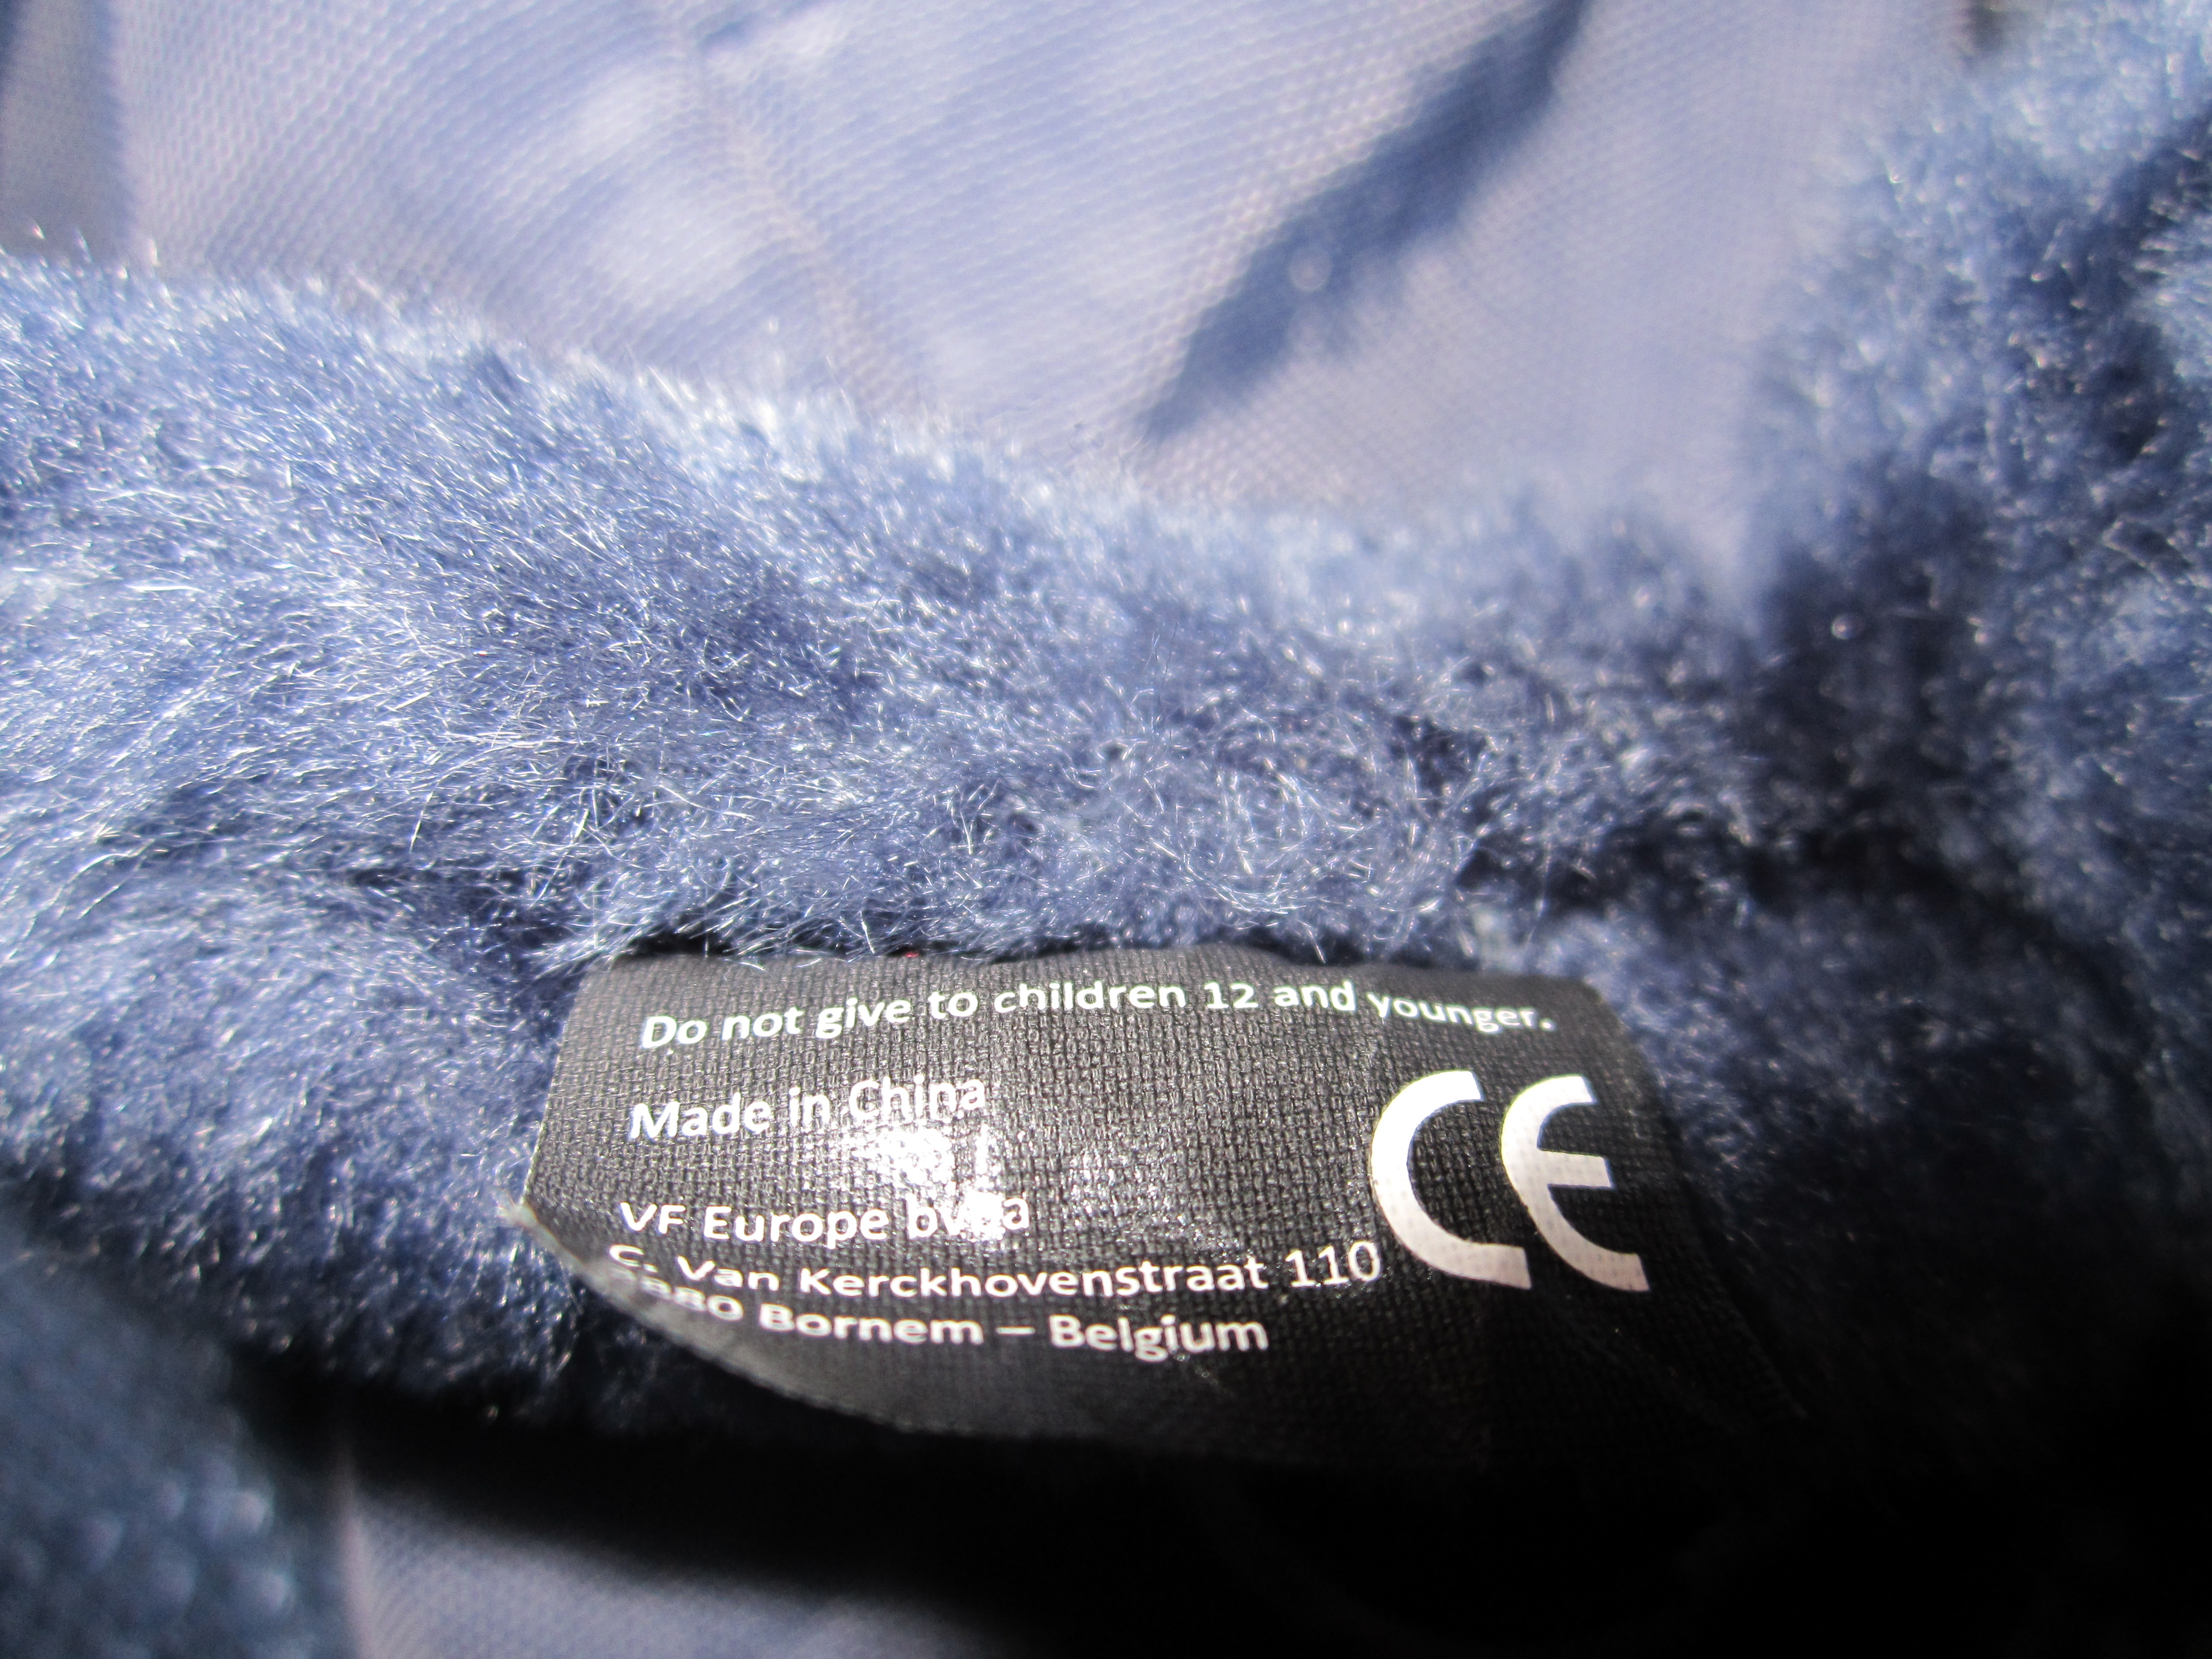 Do not give to children 12 and younger.
Made in China
CE
VF Europe
C. Van Kerckhovenstraat 110
Bornem – Belgium